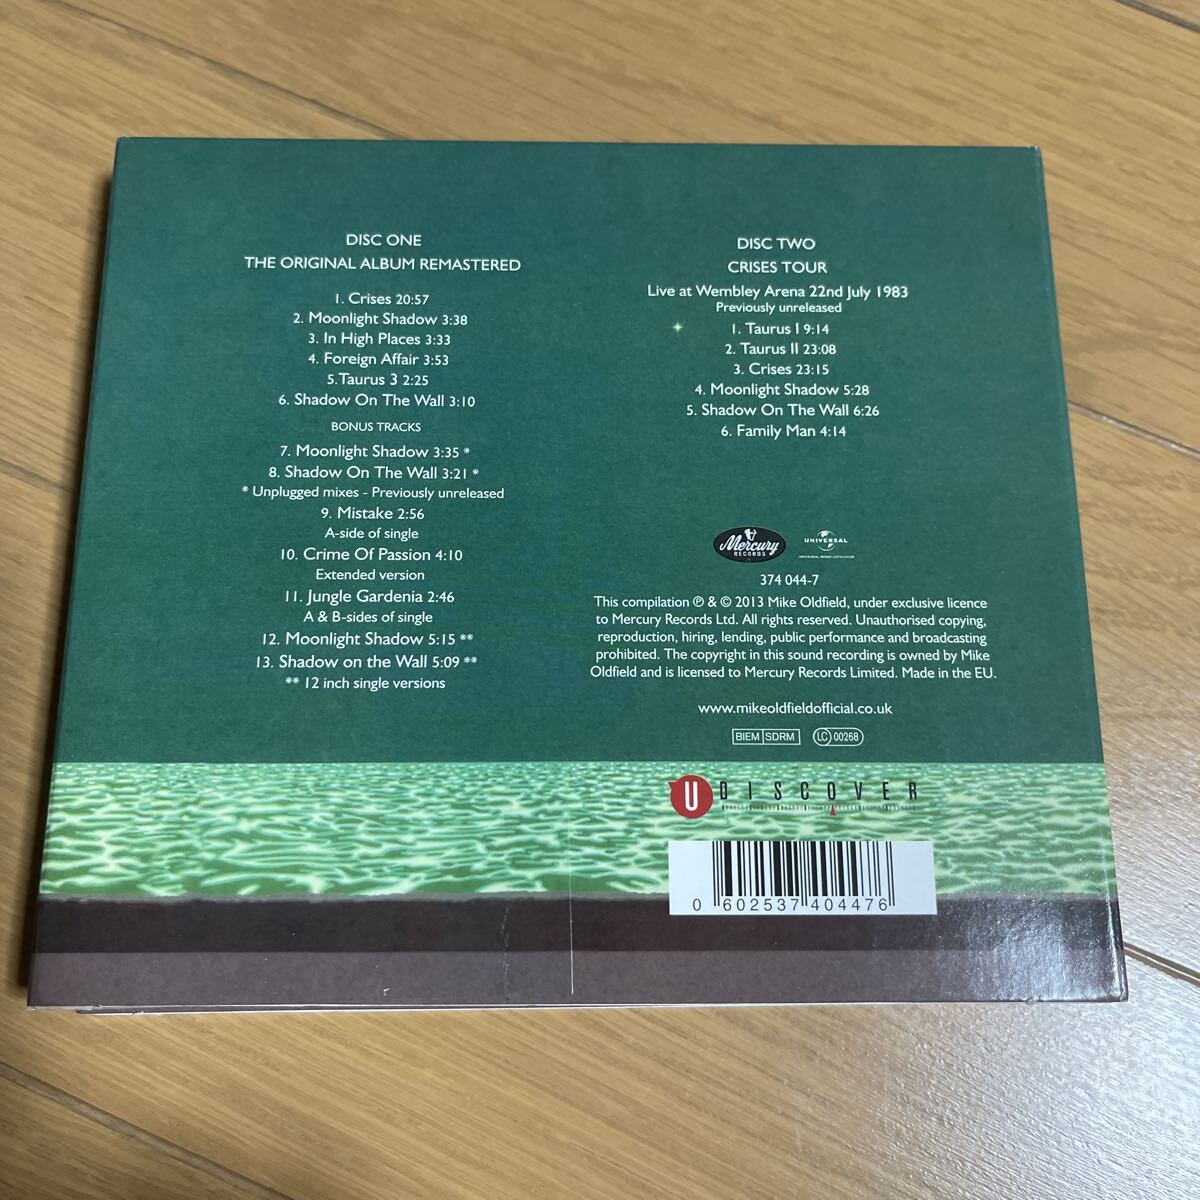 DISC ONE
THE ORIGINAL ALBUM REMASTERED
1. Crises 20:57
2. Moonlight Shadow 3:38
3. In High Places 3:33
4. Foreign Affair 3:53
5.Taurus 3 2:25
6. Shadow On The Wall 3:10
BONUS TRACKS
7. Moonlight Shadow 3:35 *
8. Shadow On The Wall 3:21 *
* Unplugged mixes - Previously unreleased
9. Mistake 2:56
A-side of single
10. Crime Of Passion 4:10
Extended version
11. Jungle Gardenia 2:46
A & B-sides of single
12. Moonlight Shadow 5:15 **
13. Shadow on the Wall 5:09 **
** 12 inch single versions
DISC TWO
CRISES TOUR
Live at Wembley Arena 22nd July 1983
Previously unreleased
1. Taurus I 9:14
2. Taurus II 23:08
3. Crises 23:15
4. Moonlight Shadow 5:28
5. Shadow On The Wall 6:26
6. Family Man 4:14
Mercury
RECORDS
UNIVERSAL
UNIVERSAL MUSIC CATALOGUE
374 044-7
This compilation ℗ & © 2013 Mike Oldfield, under exclusive licence
to Mercury Records Ltd. All rights reserved. Unauthorised copying,
reproduction, hiring, lending, public performance and broadcasting
prohibited. The copyright in this sound recording is owned by Mike
Oldfield and is licensed to Mercury Records Limited. Made in the EU.
www.mikeoldfieldofficial.co.uk
BIEM SDRM LC 00268
U DISCOVER
0 602537 404476